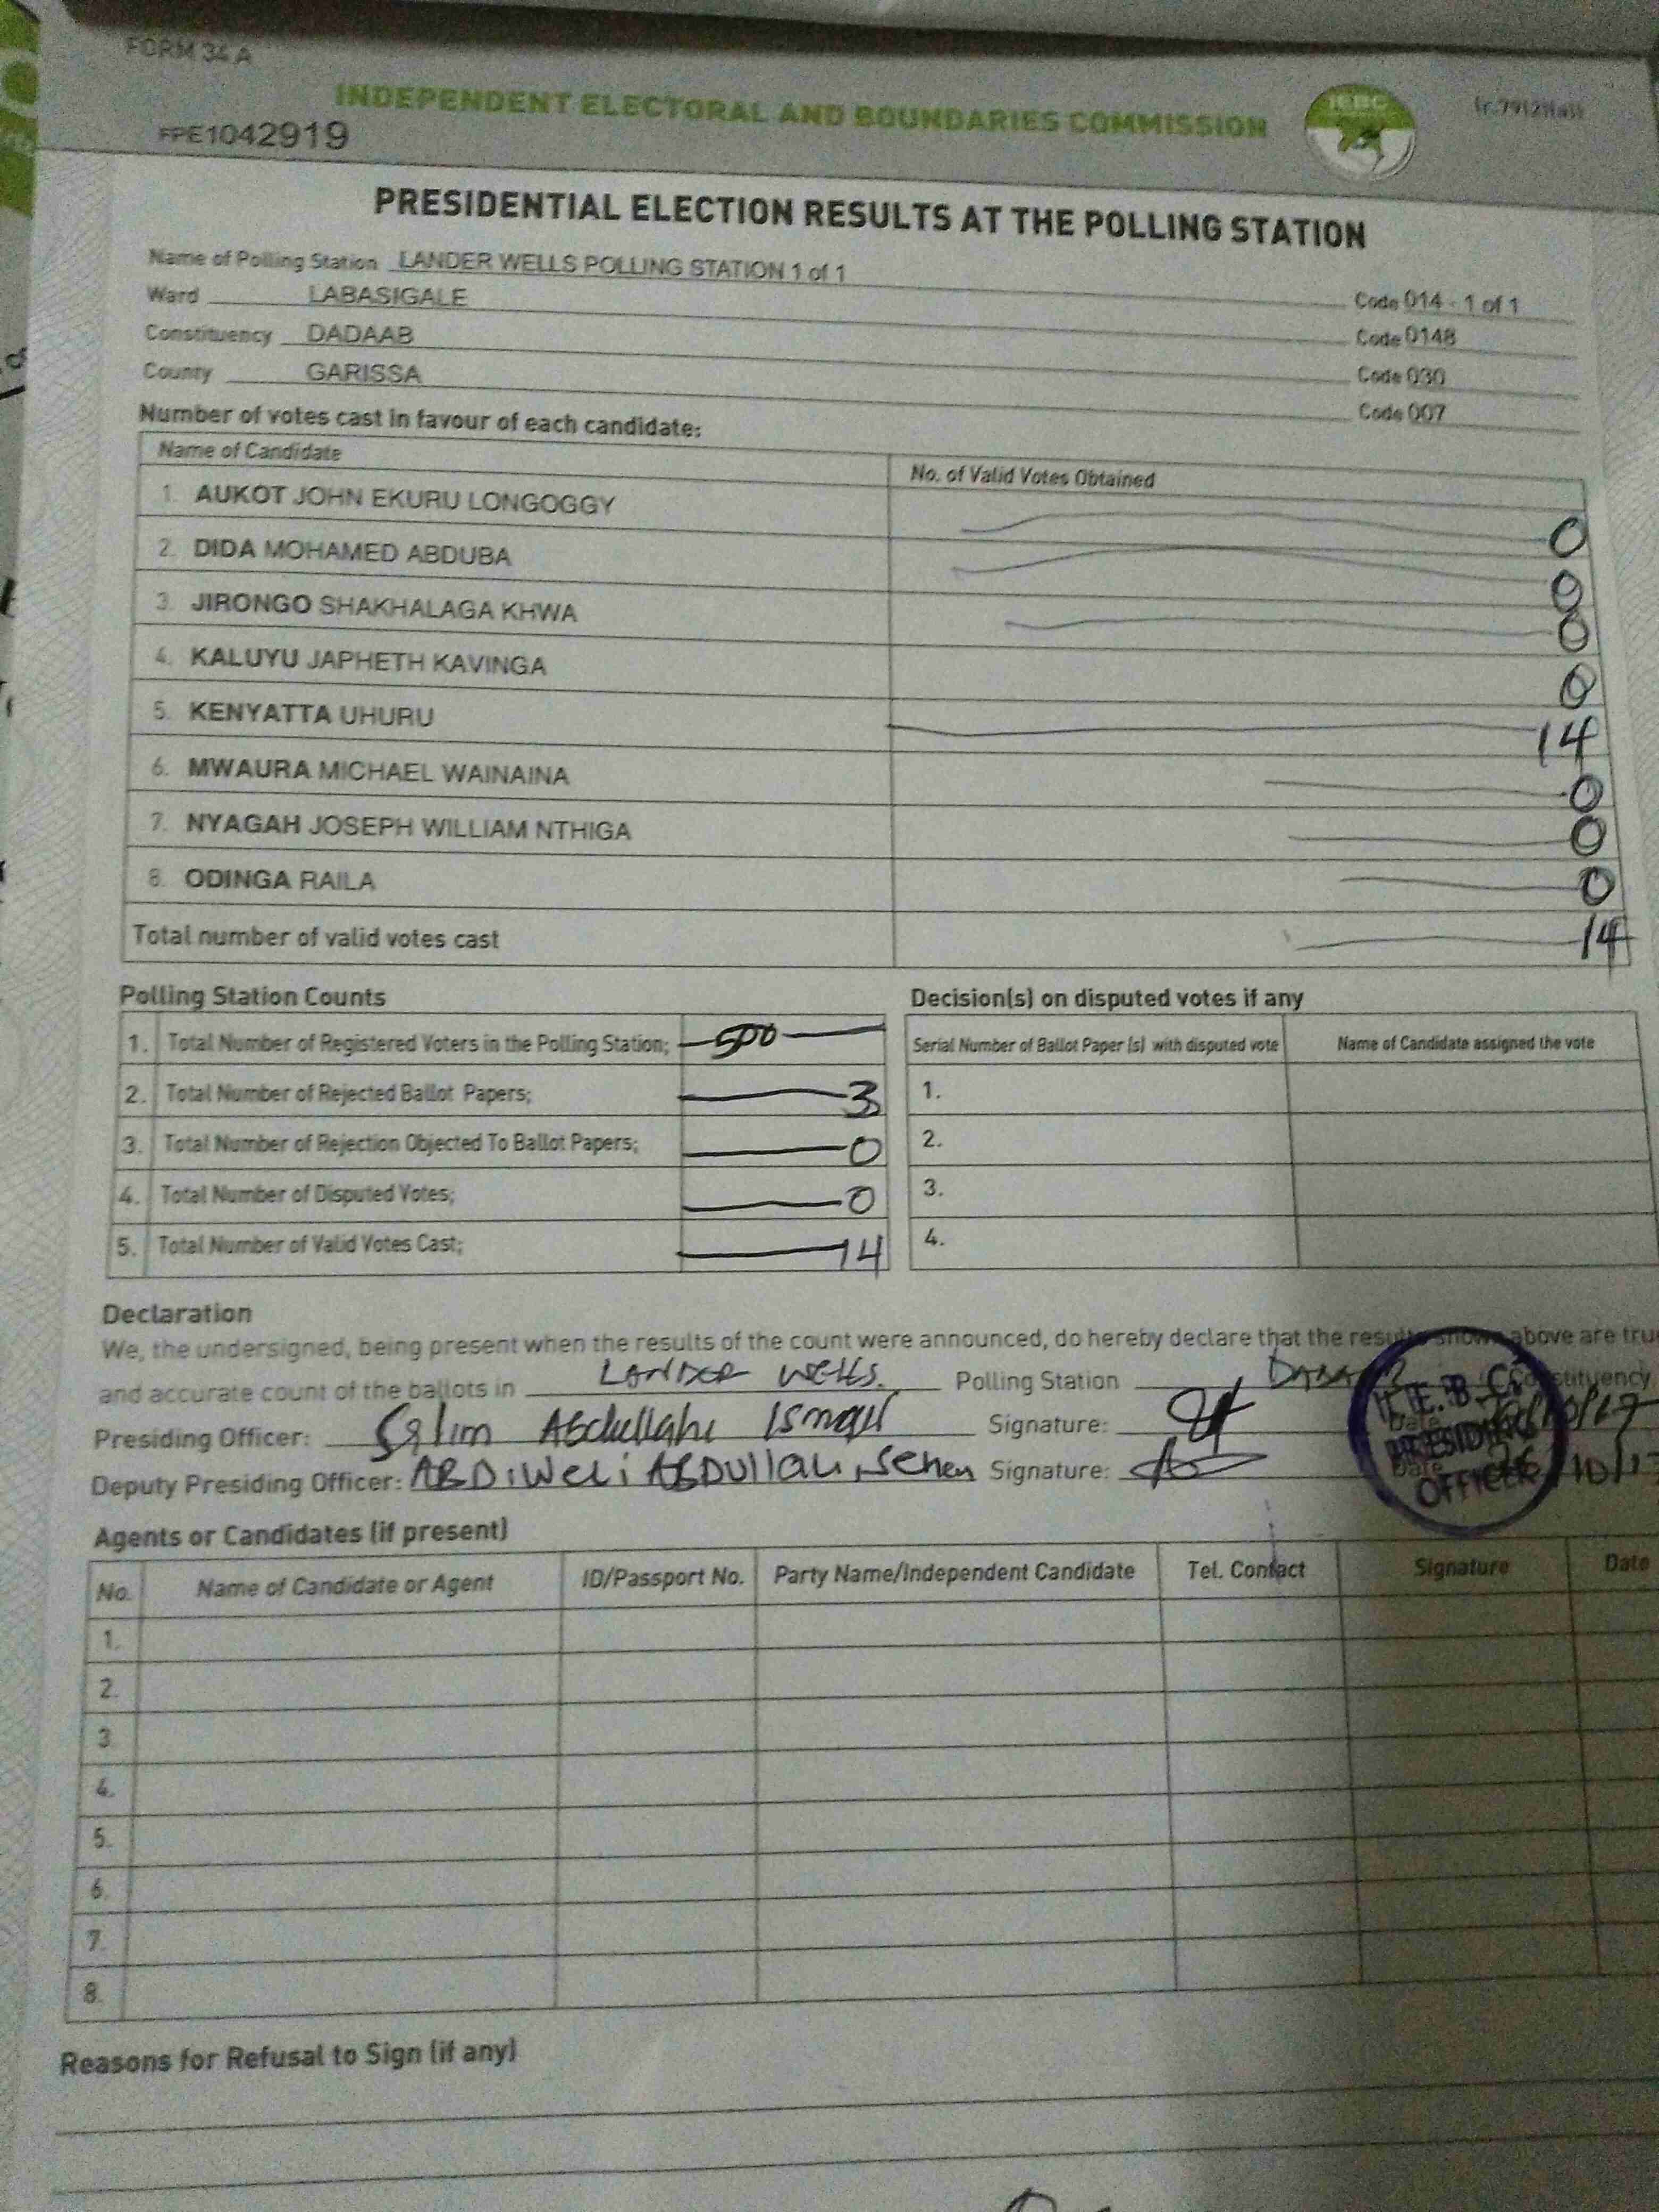 FORM 34 A
INDEPENDENT ELECTORAL AND BOUNDARIES COMMISSION
IEBC
FPE1042919
PRESIDENTIAL ELECTION RESULTS AT THE POLLING STATION
Name of Polling Station LANDER WELLS POLLING STATION 1 of 1 Code 014 - 1 of 1
Ward LABASIGALE Code 0148
Constituency DADAAB Code 030
County GARISSA Code 007
Number of votes cast in favour of each candidate:
Name of Candidate No. of Valid Votes Obtained
1. AUKOT JOHN EKURU LONGOGGY 0
2. DIDA MOHAMED ABDUBA 0
3. JIRONGO SHAKHALAGA KHWA 0
4. KALUYU JAPHETH KAVINGA 0
5. KENYATTA UHURU 14
6. MWAURA MICHAEL WAINAINA 0
7. NYAGAH JOSEPH WILLIAM NTHIGA 0
8. ODINGA RAILA 0
Total number of valid votes cast 14
Polling Station Counts
1. Total Number of Registered Voters in the Polling Station; 500
2. Total Number of Rejected Ballot Papers; 3
3. Total Number of Rejection Objected To Ballot Papers; 0
4. Total Number of Disputed Votes; 0
5. Total Number of Valid Votes Cast; 14
Decision(s) on disputed votes if any
Serial Number of Ballot Paper (s) with disputed vote Name of Candidate assigned the vote
1.
2.
3.
4.
Declaration
We, the undersigned, being present when the results of the count were announced, do hereby declare that the results shown above are true
and accurate count of the ballots in LANDER WELLS. Polling Station Constituency
Presiding Officer: Salim Abdullahi Ismail Signature: Date
Deputy Presiding Officer: ABDiWeli ABDUllahi Signature: Date
I.E.B.C.
PRESIDING
OFFICER
Agents or Candidates (if present)
No. Name of Candidate or Agent ID/Passport No. Party Name/Independent Candidate Tel. Contact Signature Date
1.
2.
3.
4.
5.
6.
7.
8.
Reasons for Refusal to Sign (if any)